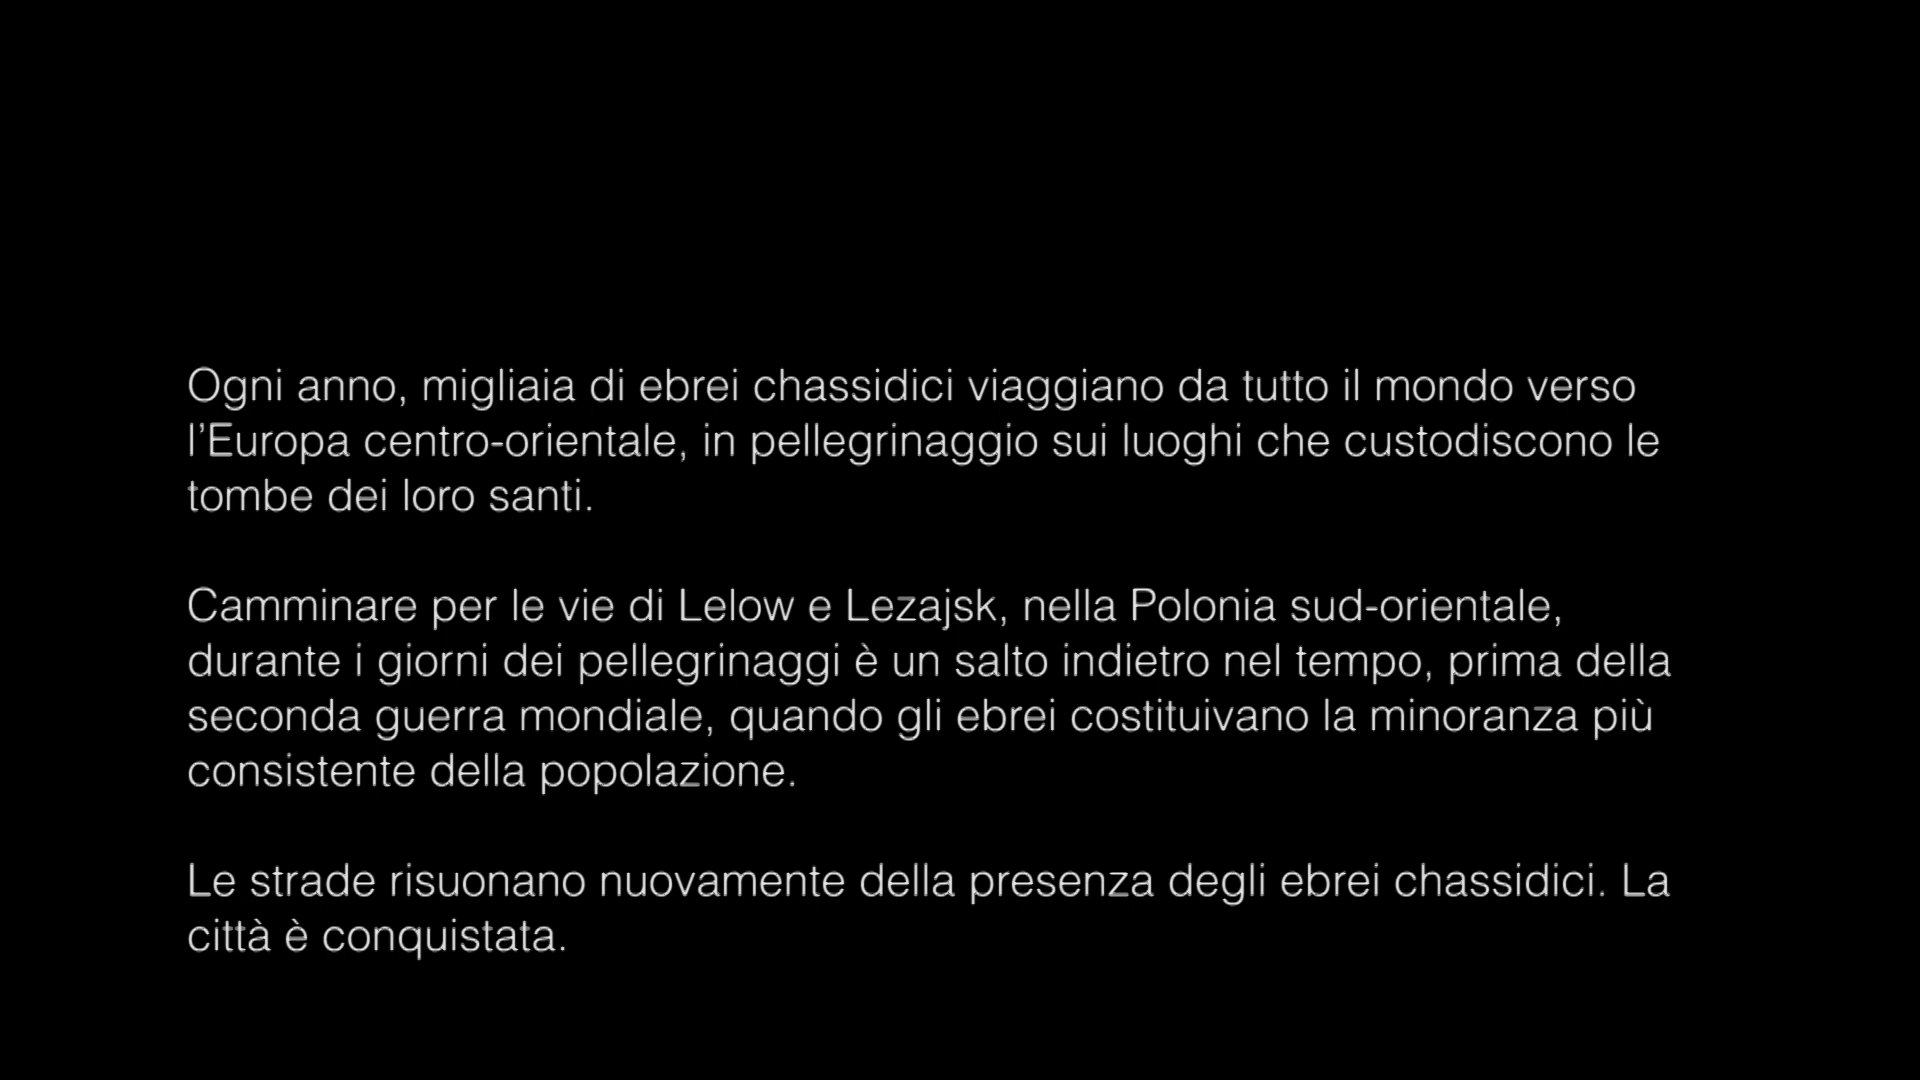 Ogni anno, migliaia di ebrei chassidici viaggiano da tutto il mondo verso
l’Europa centro-orientale, in pellegrinaggio sui luoghi che custodiscono le
tombe dei loro santi.
Camminare per le vie di Lelow e Lezajsk, nella Polonia sud-orientale,
durante i giorni dei pellegrinaggi è un salto indietro nel tempo, prima della
seconda guerra mondiale, quando gli ebrei costituivano la minoranza più
consistente della popolazione.
Le strade risuonano nuovamente della presenza degli ebrei chassidici. La
città è conquistata.